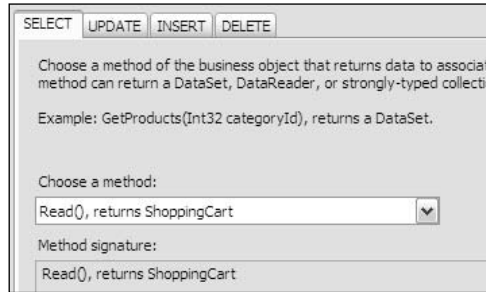 SELECT UPDATE INSERT DELETE
Choose a method of the business object that returns data to
method can return a DataSet, DataReader, or strongly-typed
Example: GetProducts(Int32 categoryId), returns a DataSet.
Choose a method:
Read(), returns ShoppingCart
Method signature:
Read(), returns ShoppingCart